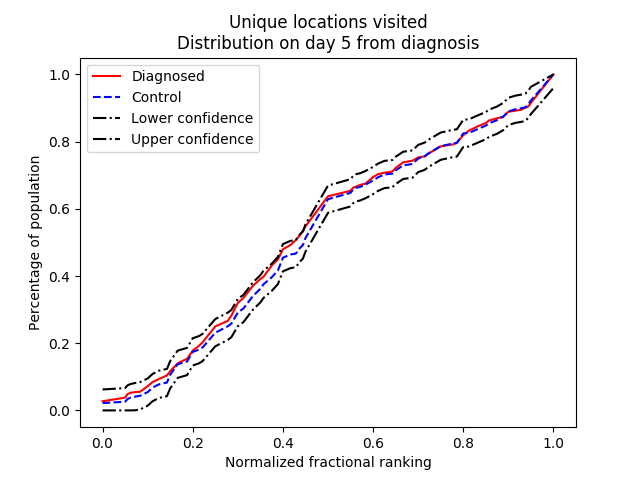 Unique locations visited
Distribution on day 5 from diagnosis
Diagnosed
Control
Lower confidence
Upper confidence
Percentage of population
1.0
0.8
0.6
0.4
0.2
0.0
0.0 0.2 0.4 0.6 0.8 1.0
Normalized fractional ranking